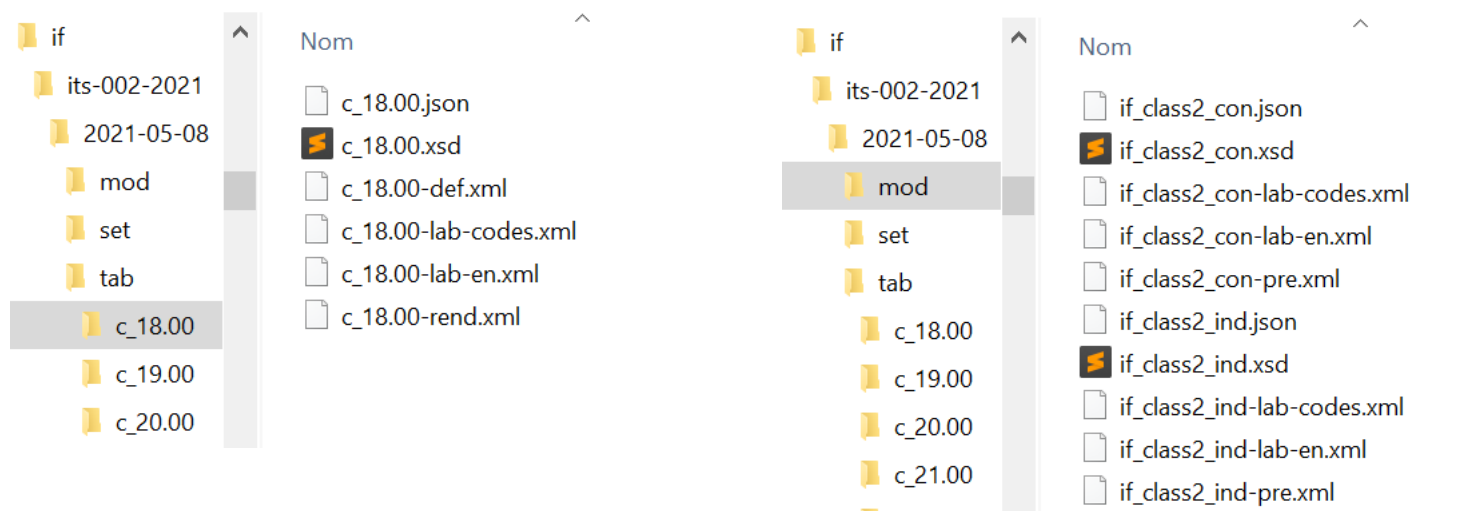 if
its-002-2021
2021-05-08
mod
set
tab
c_18.00
c_19.00
c_20.00
Nom
c_18.00.json
c_18.00.xsd
c_18.00-def.xml
c_18.00-lab-codes.xml
c_18.00-lab-en.xml
c_18.00-rend.xml
if
its-002-2021
2021-05-08
mod
set
tab
c_18.00
c_19.00
c_20.00
c_21.00
Nom
if_class2_con.json
if_class2_con.xsd
if_class2_con-lab-codes.xml
if_class2_con-lab-en.xml
if_class2_con-pre.xml
if_class2_ind.json
if_class2_ind.xsd
if_class2_ind-lab-codes.xml
if_class2_ind-lab-en.xml
if_class2_ind-pre.xml